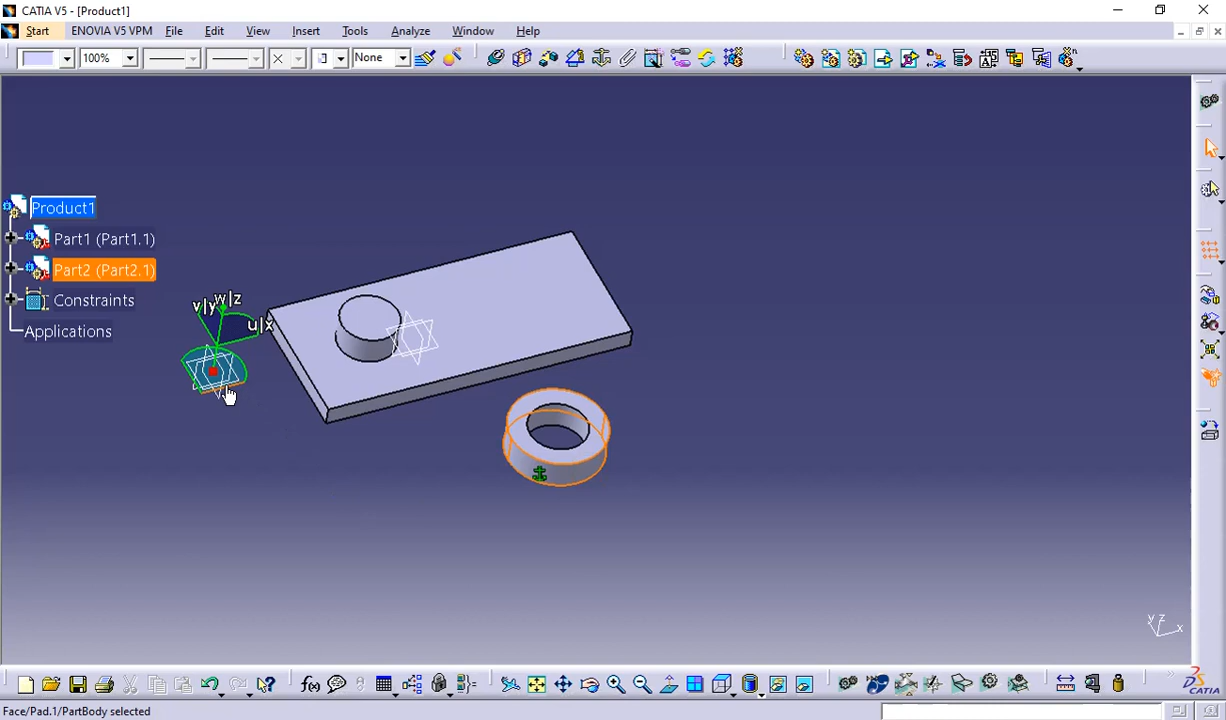 CATIA V5 - [Product1]
Start ENOVIA V5 VPM File Edit View Insert Tools Analyze Window Help
100% None
Product1
Part1 (Part1.1)
Part2 (Part2.1)
Constraints
Applications
v|y w|z
u|x
y z
x
f(x)
CATIA
Face/Pad.1/PartBody selected